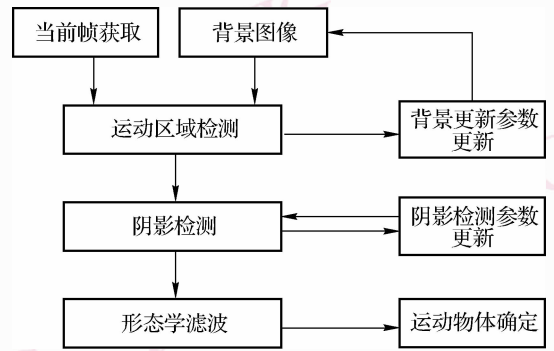 当前帧获取
背景图像
运动区域检测
背景更新参数
更新
阴影检测
阴影检测参数
更新
形态学滤波
运动物体确定